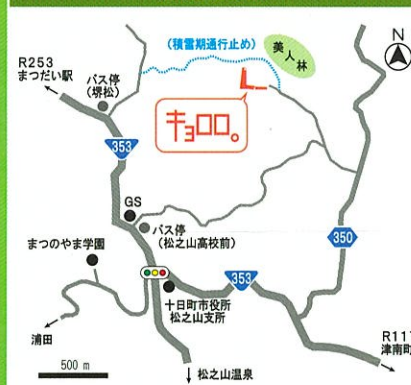 (積雪期通行止め)
美人林
N
R253
まつだい駅
バス停
(堺松)
キョロロ。
353
GS
バス停
(松之山高校前)
350
まつのやま学園
353
十日町市役所
松之山支所
浦田
R117
津南町
500 m
松之山温泉